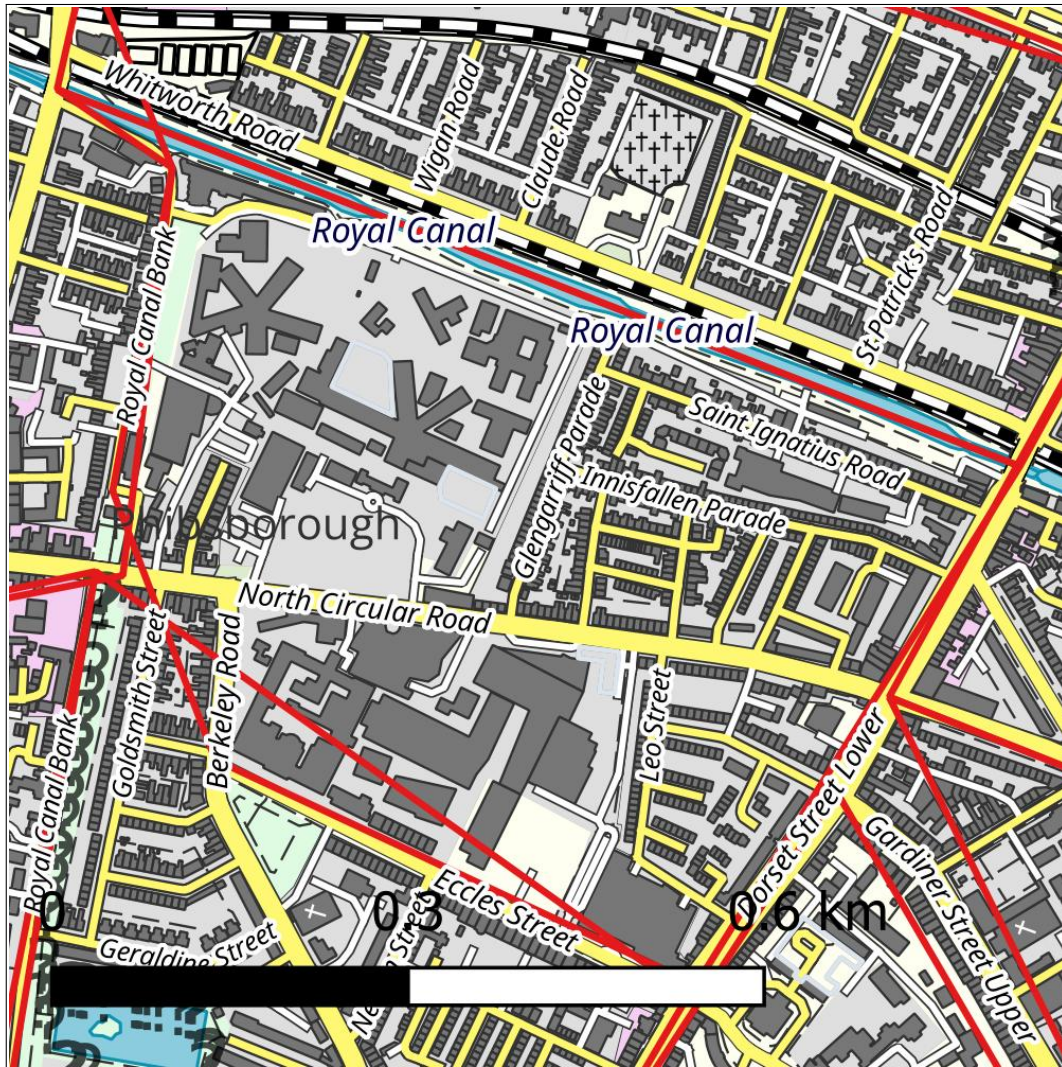 Whitworth Road
Wigan Road
Claude Road
Royal Canal
Royal Canal Bank
St Patrick's Road
Royal Canal
Saint Ignatius Road
Glengarriff Parade
Innisfallen Parade
Phibsborough
North Circular Road
Goldsmith Street
Berkeley Road
Leo Street
Royal Canal Bank
Dorset Street Lower
Gardiner Street Upper
Eccles Street
Geraldine Street
0
0.3
0.6 km